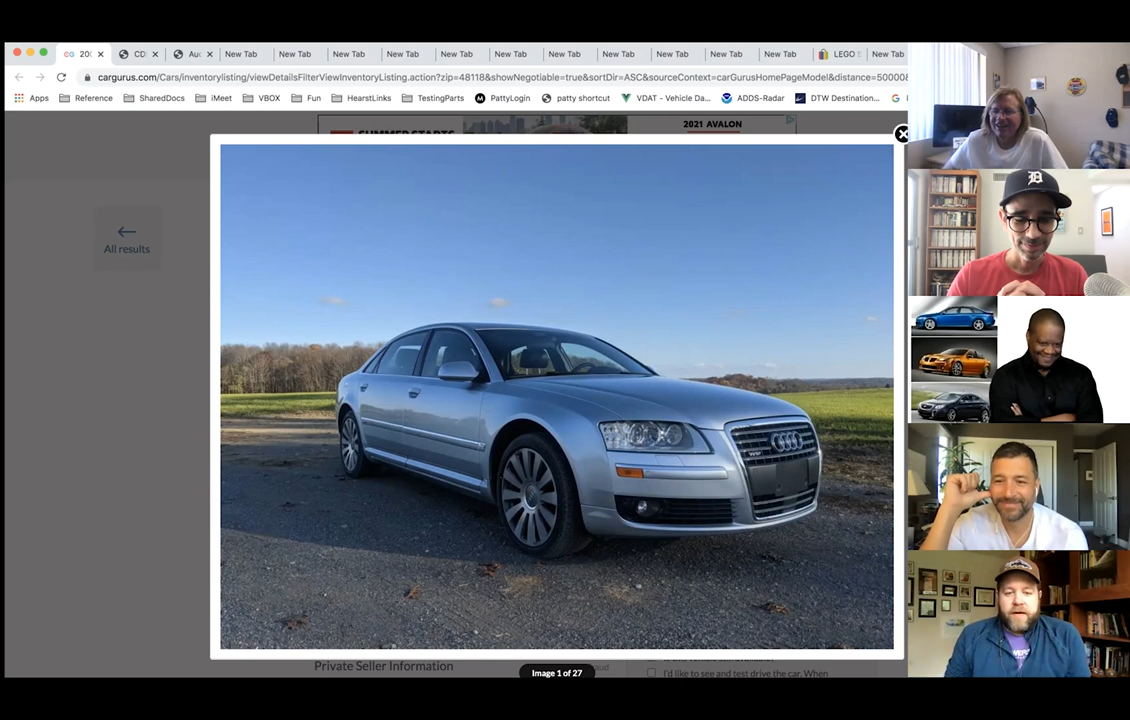 20(
CD
Au
New Tab
New Tab
New Tab
New Tab
New Tab
New Tab
New Tab
New Tab
New Tab
New Tab
New Tab
LEGO
New Tab
cargurus.com/Cars/inventorylisting/viewDetailsFilterViewInventoryListing.action?zip=48118&showNegotiable=true&sortDir=ASC&sourceContext=carGurusHomePageModel&distance=50000
Apps Reference SharedDocs iMeet VBOX Fun HearstLinks TestingParts PattyLogin patty shortcut VDAT - Vehicle Da... ADDS-Radar DTW Destination...
SUMMER STARTS
2021 AVALON
All results
D
W12
Private Seller Information
Image 1 of 27
aud
I'd like to see and test drive the car. When